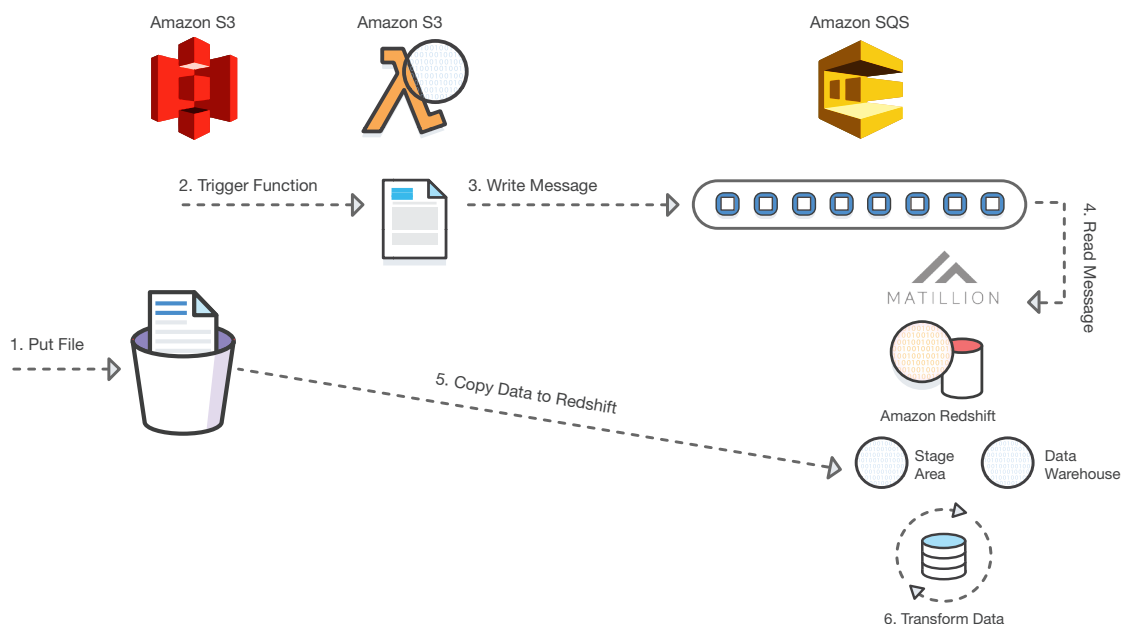 Amazon S3
Amazon S3
Amazon SQS
2. Trigger Function
3. Write Message
4. Read Message
MATILLION
1. Put File
5. Copy Data to Redshift
Amazon Redshift
Stage
Area
Data
Warehouse
6. Transform Data